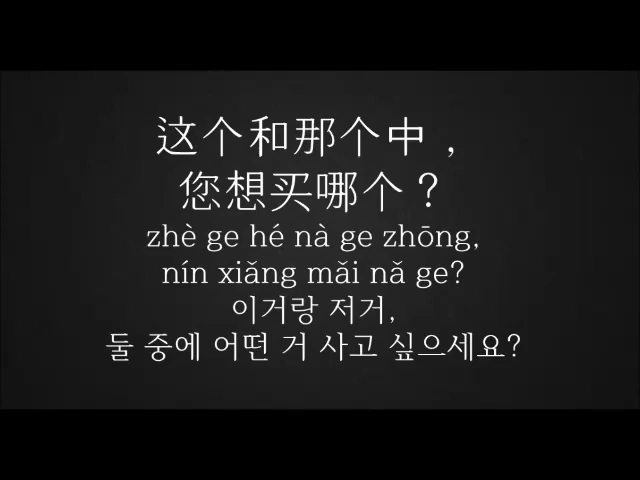 这个和那个中，
您想买哪个？
zhè ge hé nà ge zhōng,
nín xiǎng mǎi nǎ ge?
이거랑 저거,
둘 중에 어떤 거 사고 싶으세요?